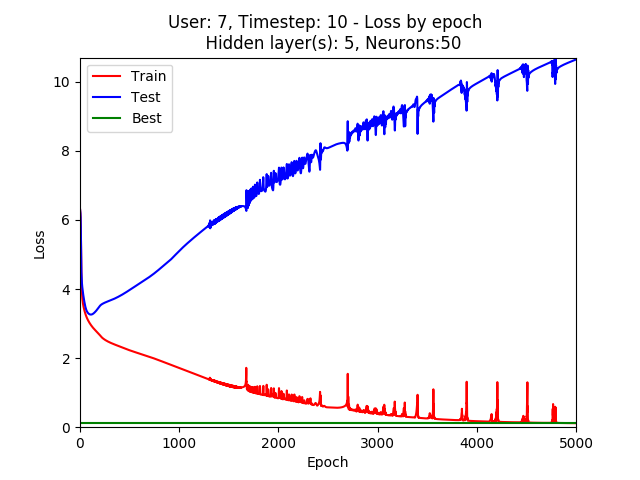 User: 7, Timestep: 10 - Loss by epoch
Hidden layer(s): 5, Neurons:50
Train
Test
Best
Loss
10
8
6
4
2
0
0 1000 2000 3000 4000 5000
Epoch